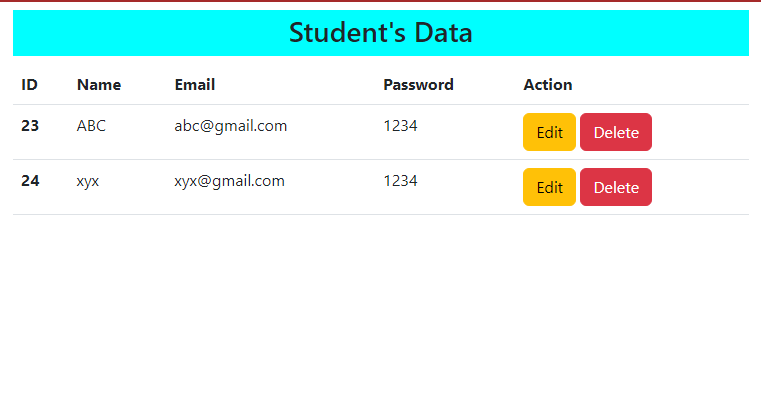 Student's Data
ID Name Email Password Action
23 ABC abc@gmail.com 1234 Edit Delete
24 xyx xyx@gmail.com 1234 Edit Delete